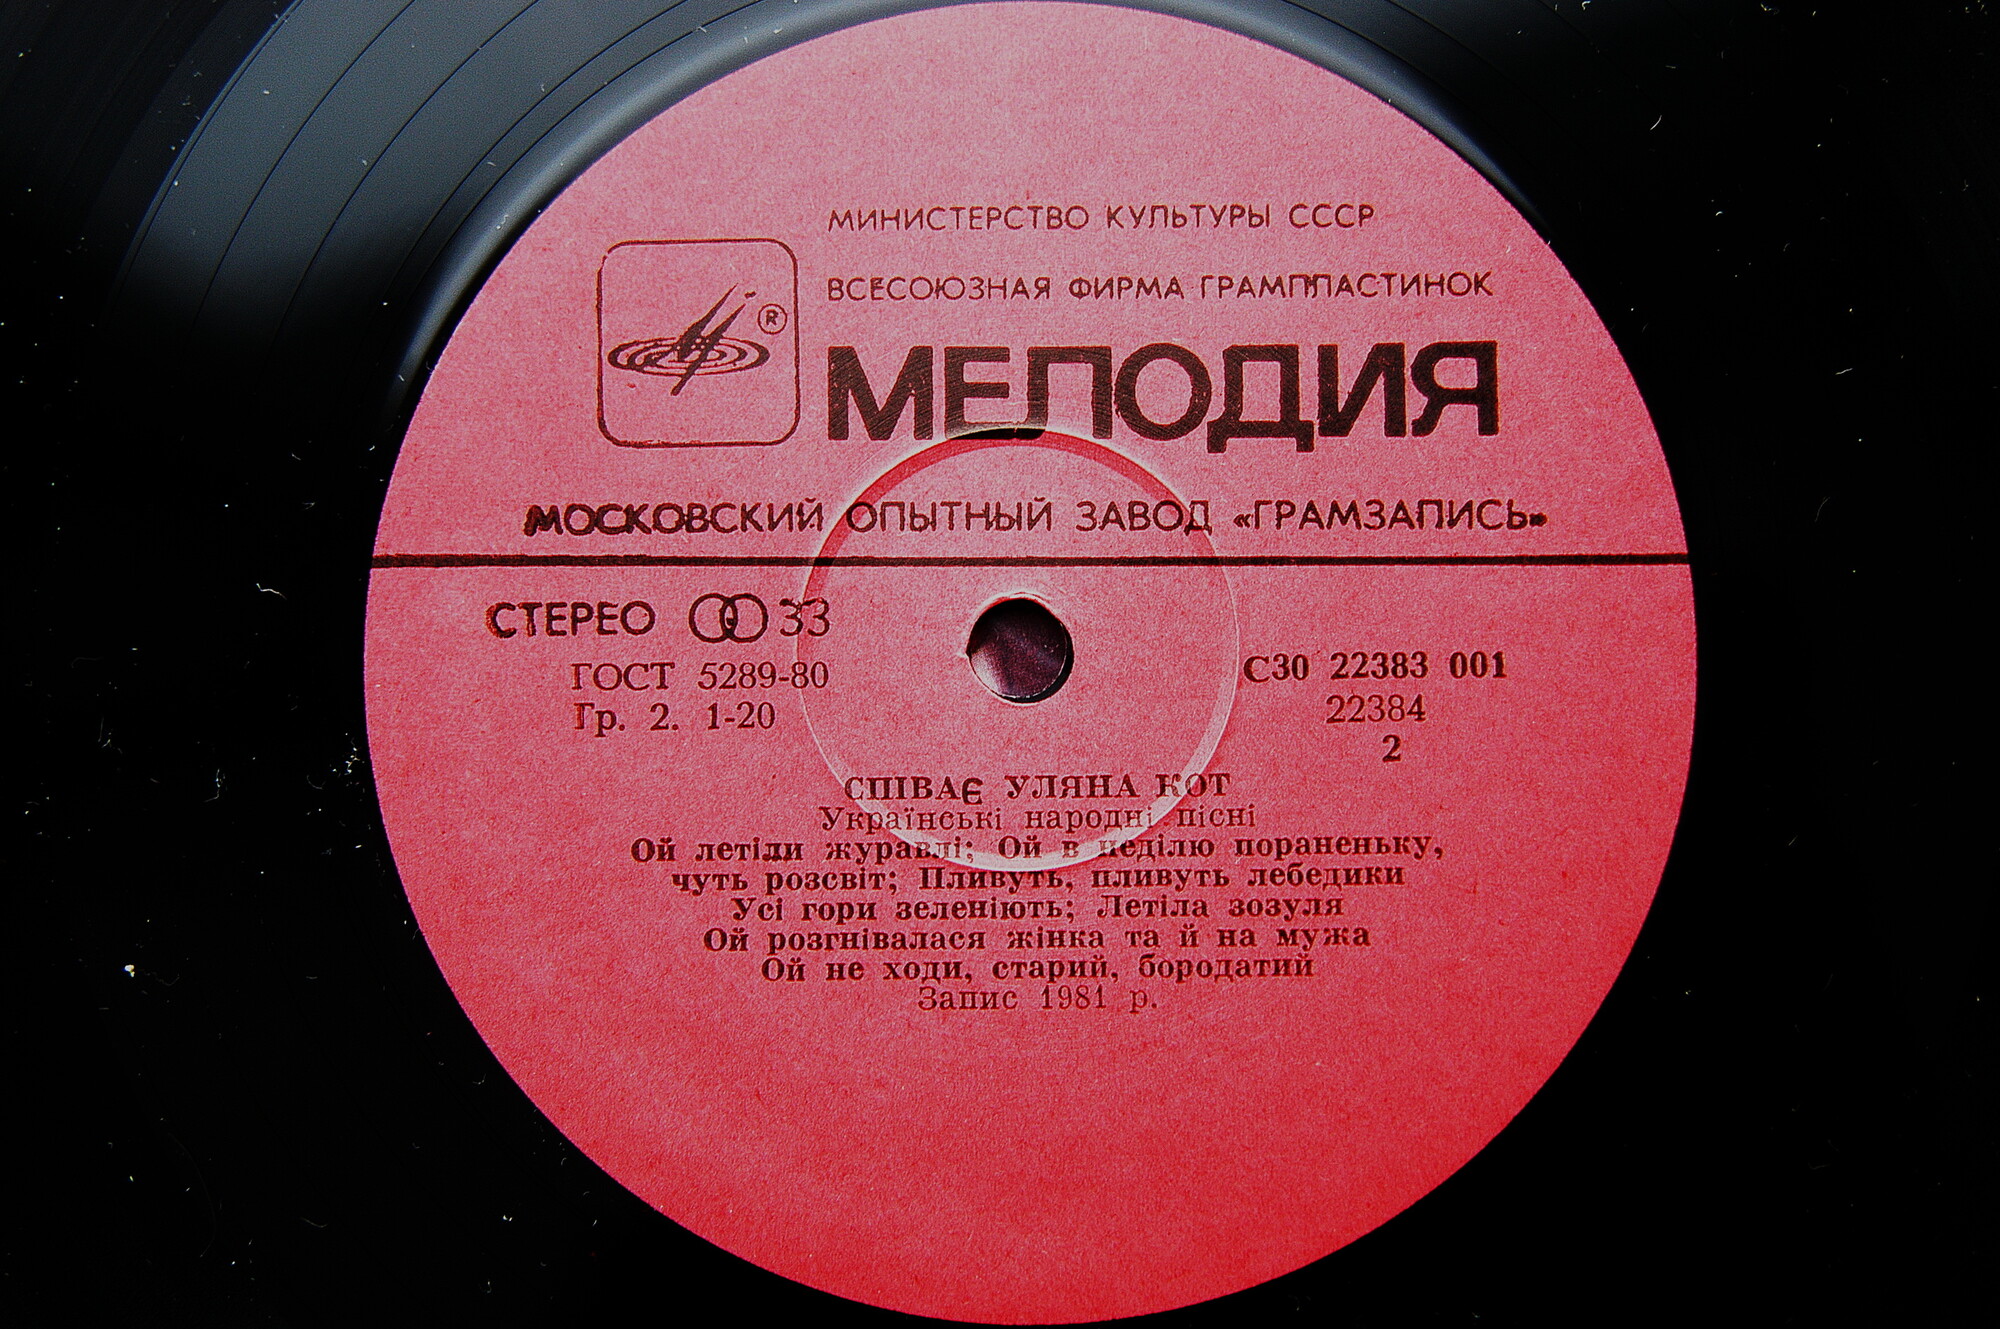 МИНИСТЕРСТВО КУЛЬТУРЫ СССР
ВСЕСОЮЗНАЯ ФИРМА ГРАМПЛАСТИНОК
®
МЕЛОДИЯ
МОСКОВСКИЙ ОПЫТНЫЙ ЗАВОД «ГРАМЗАПИСЬ»
СТЕРЕО 33
ГОСТ 5289-80
Гр. 2. 1-20
С30 22383 001
22384
2
СПІВАЄ УЛЯНА КОТ
Українські народні пісні
Ой летіли журавлі; Ой в неділю пораненьку,
чуть розсвіт; Пливуть, пливуть лебедики
Усі гори зеленіють; Летіла зозуля
Ой розгнівалася жінка та й на мужа
Ой не ходи, старий, бородатий
Запис 1981 р.